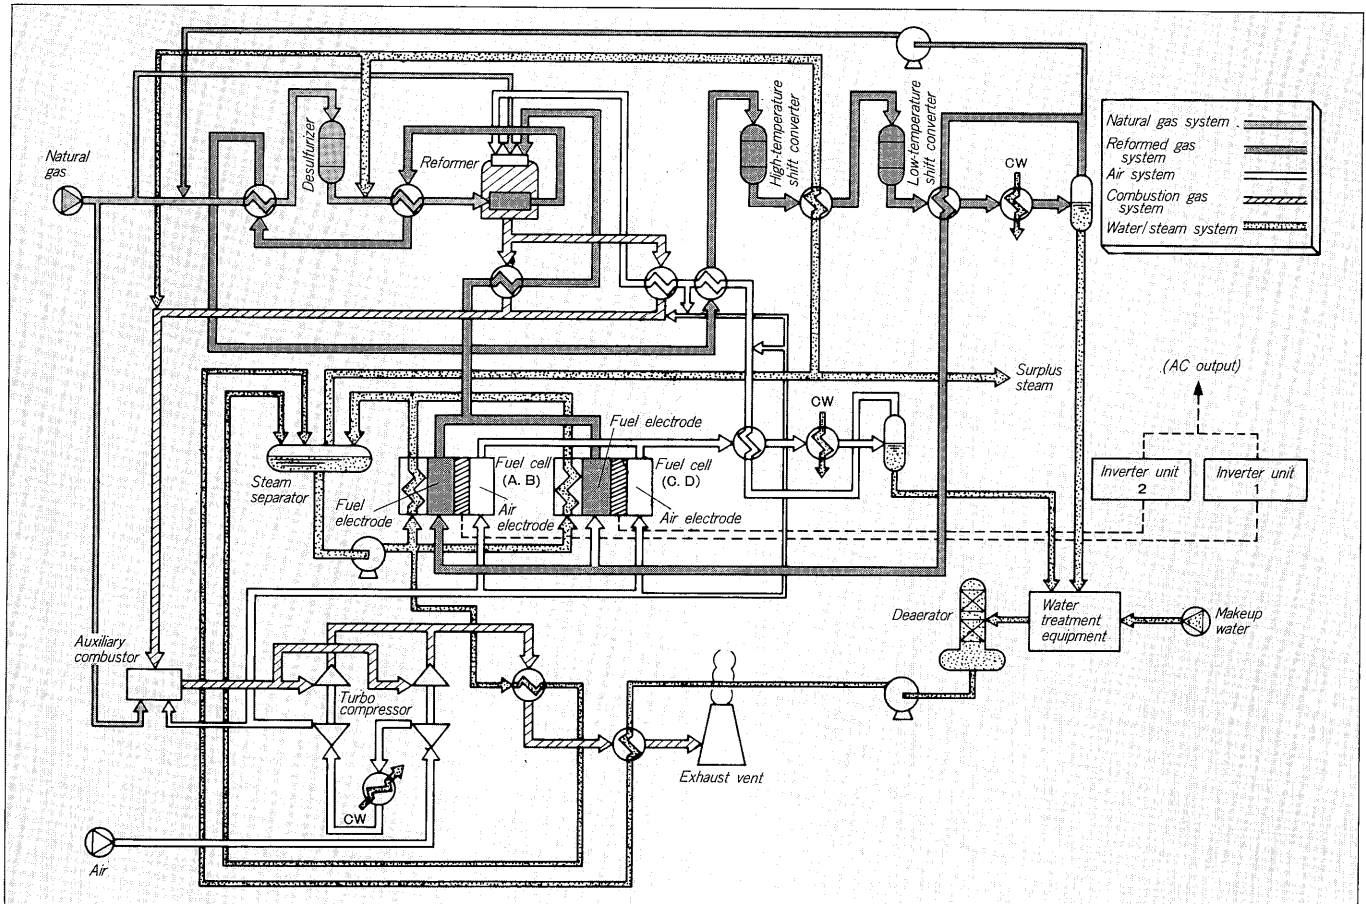 Natural
gas
Desulfurizer
Reformer
High-temperature
shift converter
Low-temperature
shift converter
CW
Natural gas system
Reformed gas
system
Air system
Combustion gas
system
Water/steam system
Surplus
steam
(AC output)
CW
Fuel electrode
Steam
separator
Fuel cell
(A. B)
Fuel cell
(C. D)
Fuel
electrode
Air
electrode
Air electrode
Inverter unit
2
Inverter unit
1
Deaerator
Water
treatment
equipment
Makeup
water
Auxiliary
combustor
Turbo
compressor
CW
Exhaust vent
Air